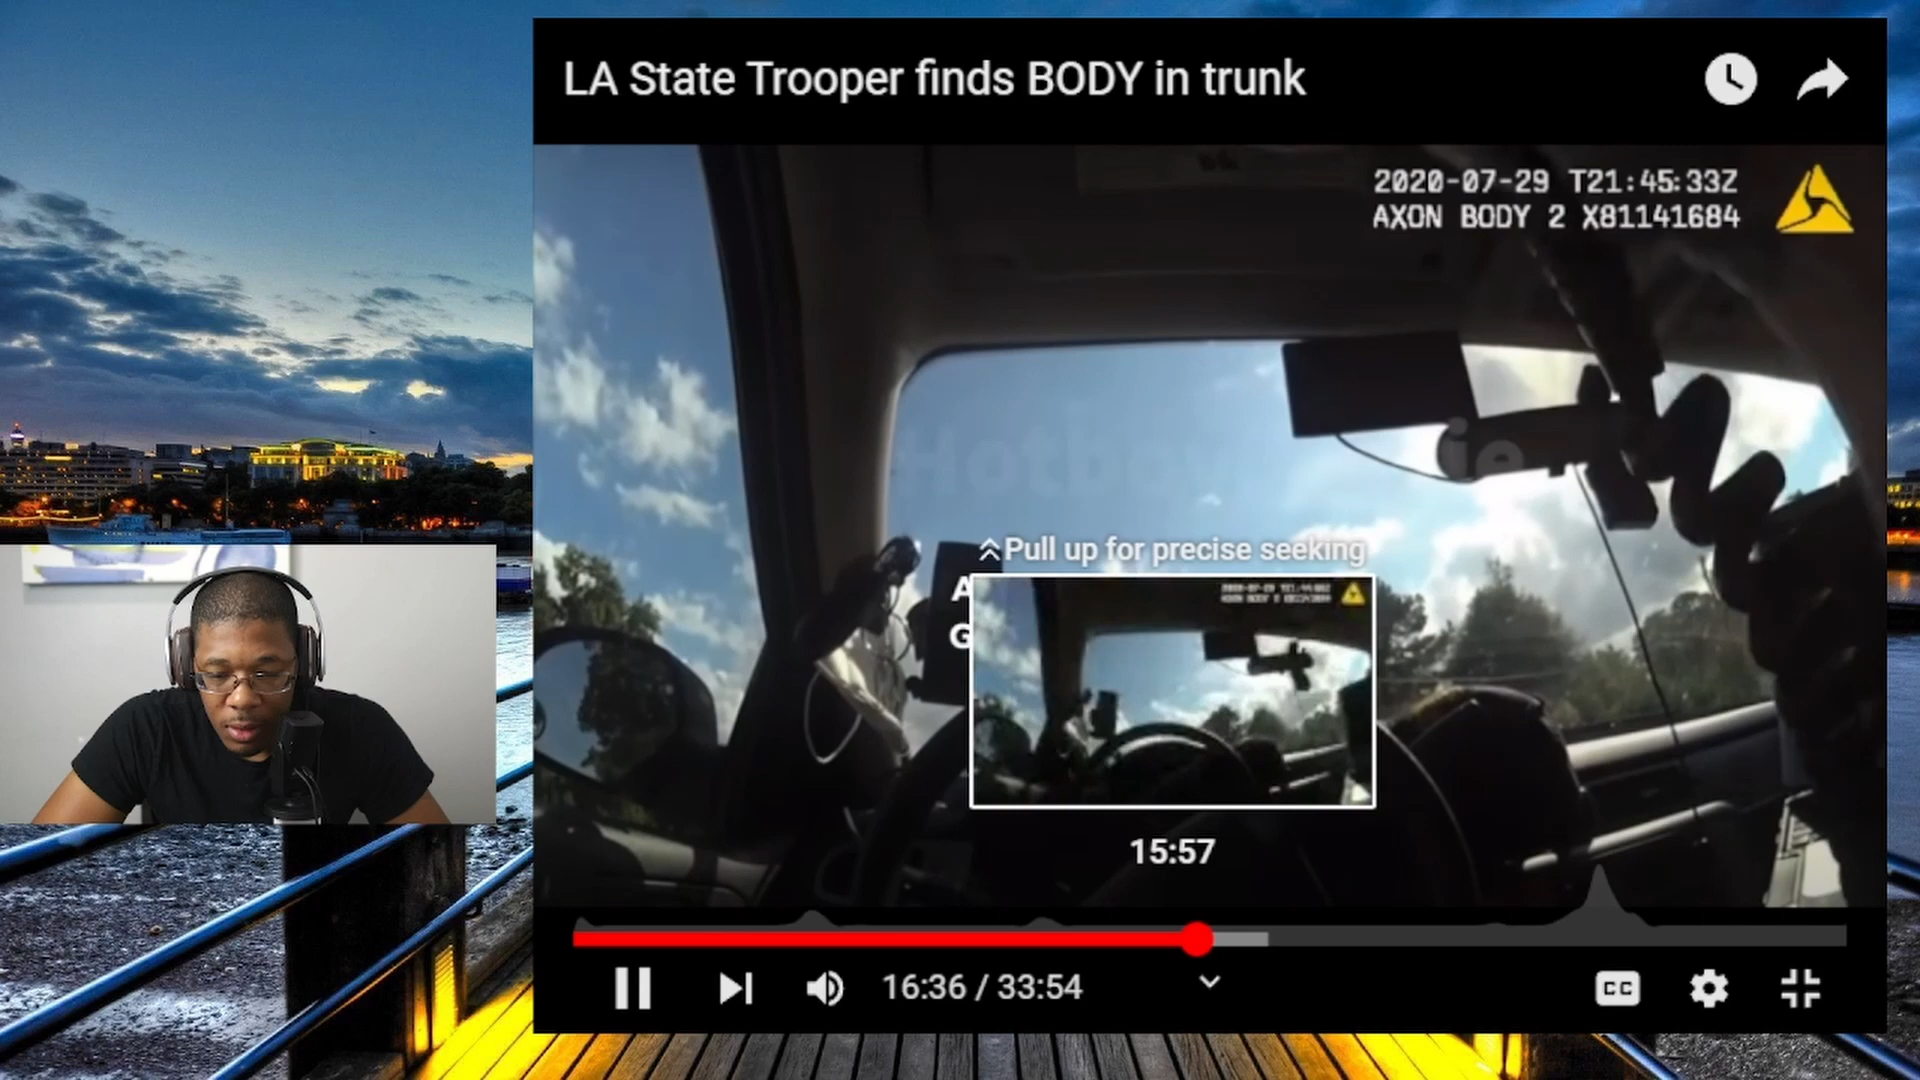 LA State Trooper finds BODY in trunk
2020-07-29 T21:45:33Z
AXON BODY 2 X81141684
Pull up for precise seeking
15:57
16:36 / 33:54
CC